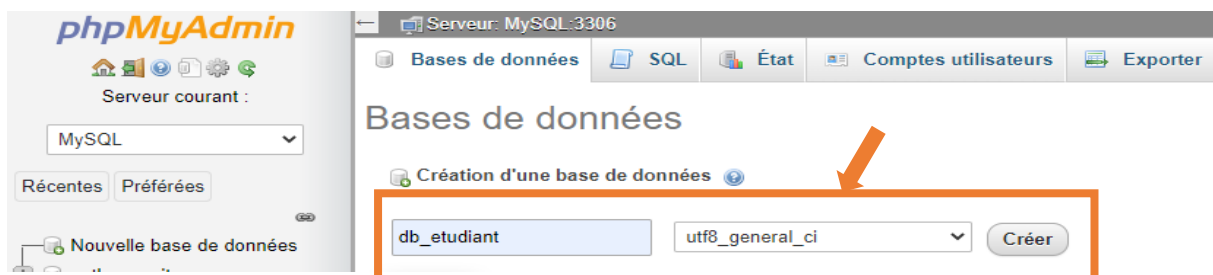 phpMyAdmin
Serveur courant :
MySQL
Récentes Préférées
Nouvelle base de données
Serveur: MySQL:3306
Bases de données SQL État Comptes utilisateurs Exporter
Bases de données
Création d'une base de données
db_etudiant utf8_general_ci Créer